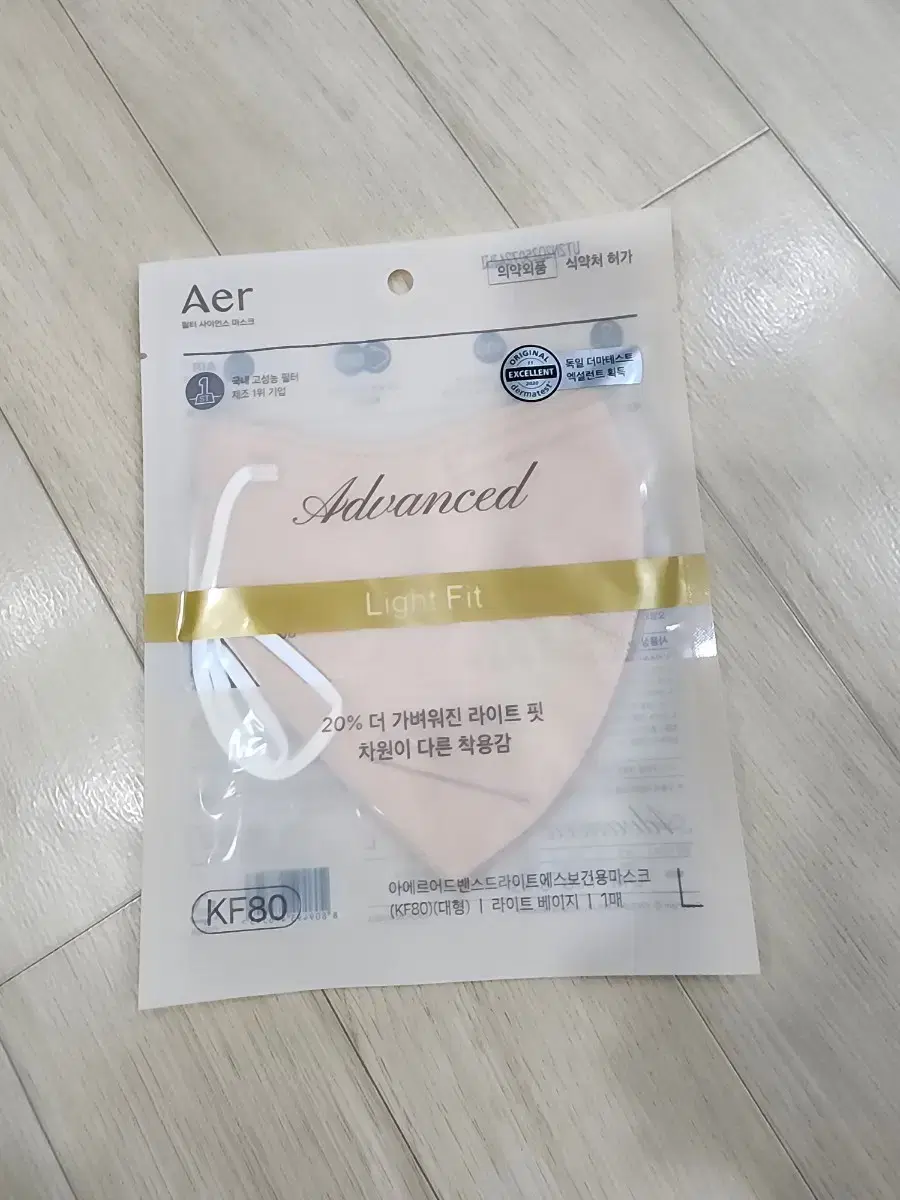 Aer
필터 사이언스 마스크
의약외품
식약처 허가
1
ST
국내 고성능 필터
제조 1위 기업
ORIGINAL
EXCELLENT
2020
dermatest
독일 더마테스트
엑설런트 획득
Advanced
Light Fit
20% 더 가벼워진 라이트 핏
차원이 다른 착용감
KF80
아에르어드밴스드라이트에스보건용마스크
(KF80)(대형) | 라이트 베이지 | 1매
L